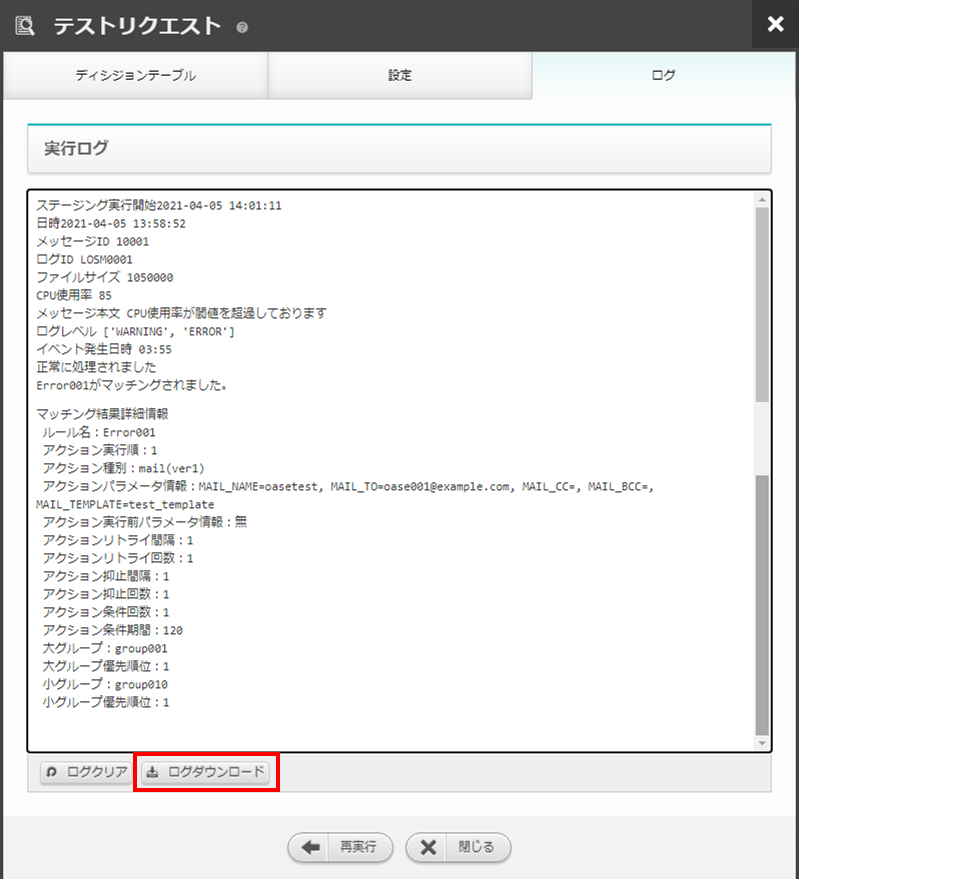 テストリクエスト
ディシジョンテーブル
設定
ログ
実行ログ
ステージング実行開始2021-04-05 14:01:11
日時2021-04-05 13:58:52
メッセージID 10001
ログID LOSM0001
ファイルサイズ 1050000
CPU使用率 85
メッセージ本文 CPU使用率が閾値を超過しております
ログレベル ['WARNING', 'ERROR']
イベント発生日時 03:55
正常に処理されました
Error001がマッチングされました。
マッチング結果詳細情報
ルール名：Error001
アクション実行順：1
アクション種別：mail(ver1)
アクションパラメータ情報：MAIL_NAME=oasetest, MAIL_TO=oase001@example.com, MAIL_CC=, MAIL_BCC=,
MAIL_TEMPLATE=test_template
アクション実行前パラメータ情報：無
アクションリトライ間隔：1
アクションリトライ回数：1
アクション抑止間隔：1
アクション抑止回数：1
アクション条件回数：1
アクション条件期間：120
大グループ：group001
大グループ優先順位：1
小グループ：group010
小グループ優先順位：1
ログクリア
ログダウンロード
再実行
閉じる